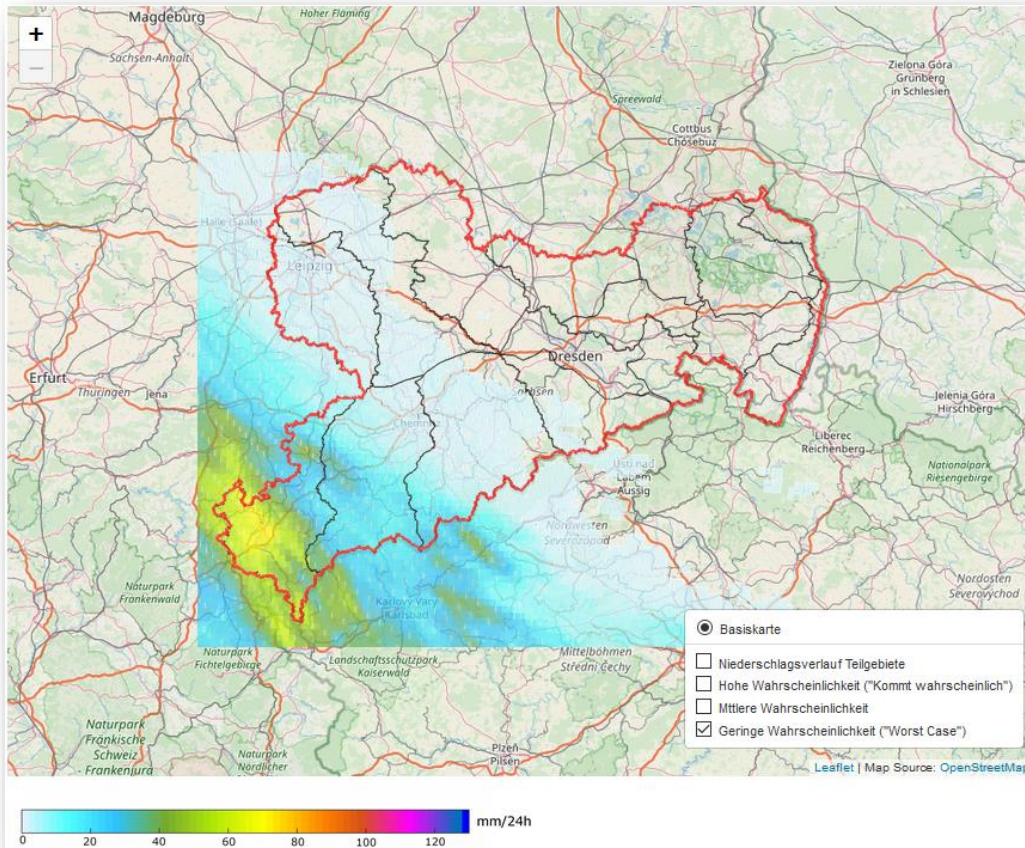 Magdeburg
Hoher Fläming
+
−
Sachsen-Anhalt
Zielona Góra
Grünberg
in Schlesien
Spreewald
Cottbus
Chóśebuz
Halle (Saale)
Leipzig
Erfurt
Thüringen
Jena
Dresden
Sachsen
Chemnitz
Jelenia Góra
Hirschberg
Liberec
Reichenberg
Ústí nad
Labem
Aussig
Nationalpark
Riesengebirge
Nordwesten
Severozápad
Naturpark
Frankenwald
Nordosten
Severovýchod
Karlovy Vary
Karlsbad
Naturpark
Fichtelgebirge
Landschaftsschutzpark
Kaiserwald
Mittelböhmen
Střední Čechy
Naturpark
Fränkische
Schweiz
- Frankenjura
Naturpark
Nördlicher
Plzeň
Pilsen
Basiskarte
Niederschlagsverlauf Teilgebiete
Hohe Wahrscheinlichkeit ("Kommt wahrscheinlich")
Mttlere Wahrscheinlichkeit
Geringe Wahrscheinlichkeit ("Worst Case")
Leaflet | Map Source: OpenStreetMap
0 20 40 60 80 100 120 mm/24h